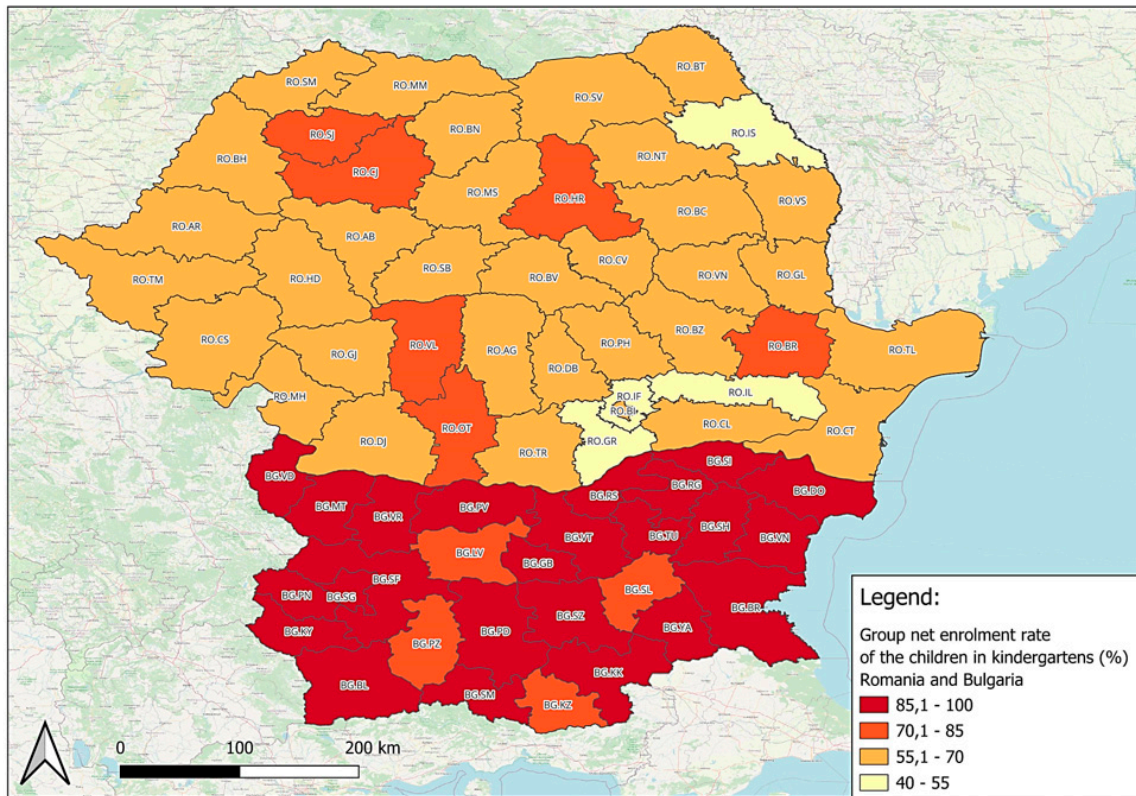 RO.SM
RO.MM
RO.BT
RO.SV
RO.SJ
RO.BN
RO.IS
RO.BH
RO.CJ
RO.NT
RO.MS
RO.HR
RO.VS
RO.BC
RO.AR
RO.AB
RO.CV
RO.SB
RO.BV
RO.VN
RO.GL
RO.TM
RO.HD
RO.CS
RO.GJ
RO.VL
RO.AG
RO.PH
RO.BZ
RO.BR
RO.TL
RO.DB
RO.MH
RO.IF
RO.IL
RO.BI
RO.OT
RO.CL
RO.CT
RO.DJ
RO.TR
RO.GR
BG.VD
BG.SI
BG.RG
BG.DO
BG.RS
BG.MT
BG.PV
BG.VR
BG.SH
BG.VT
BG.TU
BG.VN
BG.LV
BG.GB
BG.SF
BG.SL
BG.PN
BG.SG
BG.BR
BG.SZ
BG.KY
BG.PD
BG.YA
BG.PZ
BG.KK
BG.BL
BG.SM
BG.KZ
0 100 200 km
Legend:
Group net enrolment rate
of the children in kindergartens (%)
Romania and Bulgaria
85,1 - 100
70,1 - 85
55,1 - 70
40 - 55